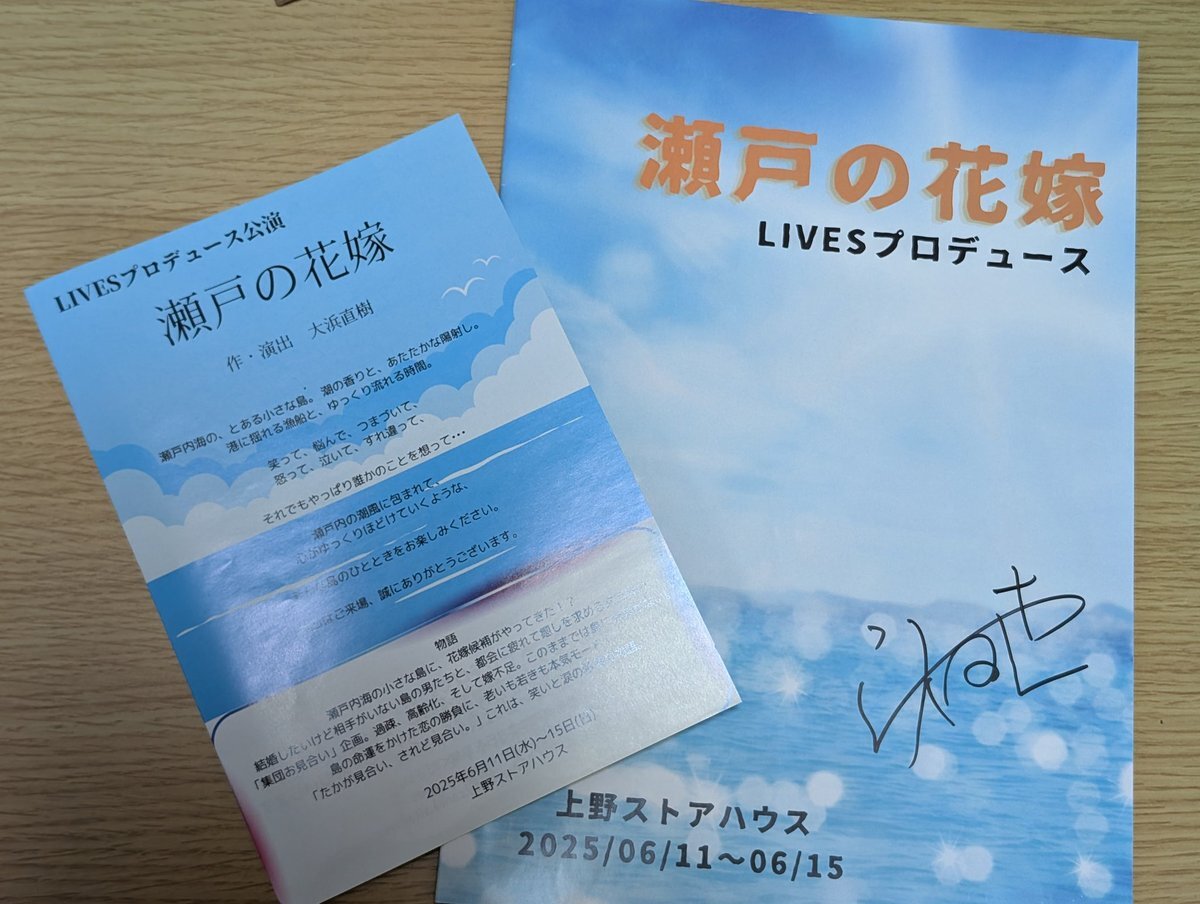 LIVESプロデュース公演
瀬戸の花嫁
作・演出 大浜直樹
瀬戸内海の、とある小さな島。 潮の香りと、あたたかな陽射し。
港に揺れる漁船と、ゆっくり流れる時間。
笑って、悩んで、つまづいて、
怒って、泣いて、すれ違って、
それでもやっぱり誰かのことを想って・・・
瀬戸内の潮風に包まれて、
心がゆっくりほどけていくような、
島のひとときをお楽しみください。
ご来場、誠にありがとうございます。
物語
瀬戸内海の小さな島に、花嫁候補がやってきた！？
結婚したいけど相手がいない島の男たちと、都会に疲れて癒しを求める
「集団お見合い」企画。過疎、高齢化、そして嫁不足。このままでは島に
島の命運をかけた恋の勝負に、老いも若きも本気モード
「たかが見合い、されど見合い。」これは、笑いと涙の
2025年6月11日(水)～15日(日)
上野ストアハウス
瀬戸の花嫁
LIVESプロデュース
上野ストアハウス
2025/06/11～06/15